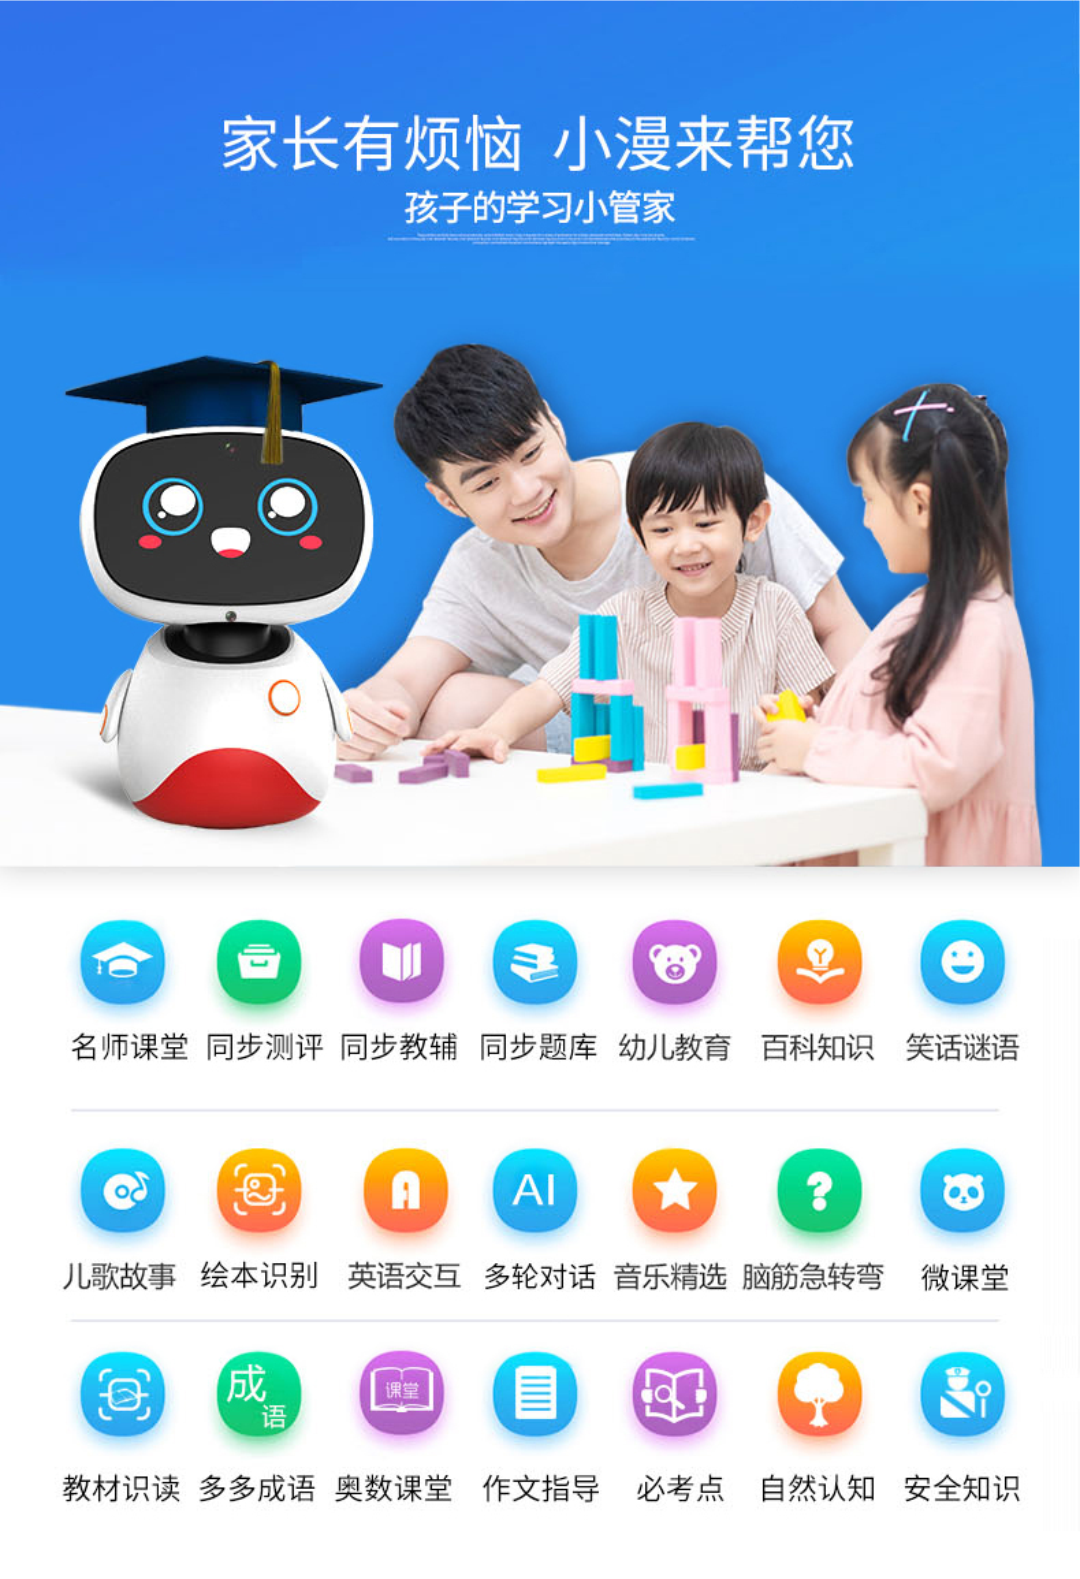 家长有烦恼 小漫来帮您
孩子的学习小管家
名师课堂 同步测评 同步教辅 同步题库 幼儿教育 百科知识 笑话谜语
AI
儿歌故事 绘本识别 英语交互 多轮对话 音乐精选 脑筋急转弯 微课堂
成语 课堂
教材识读 多多成语 奥数课堂 作文指导 必考点 自然认知 安全知识